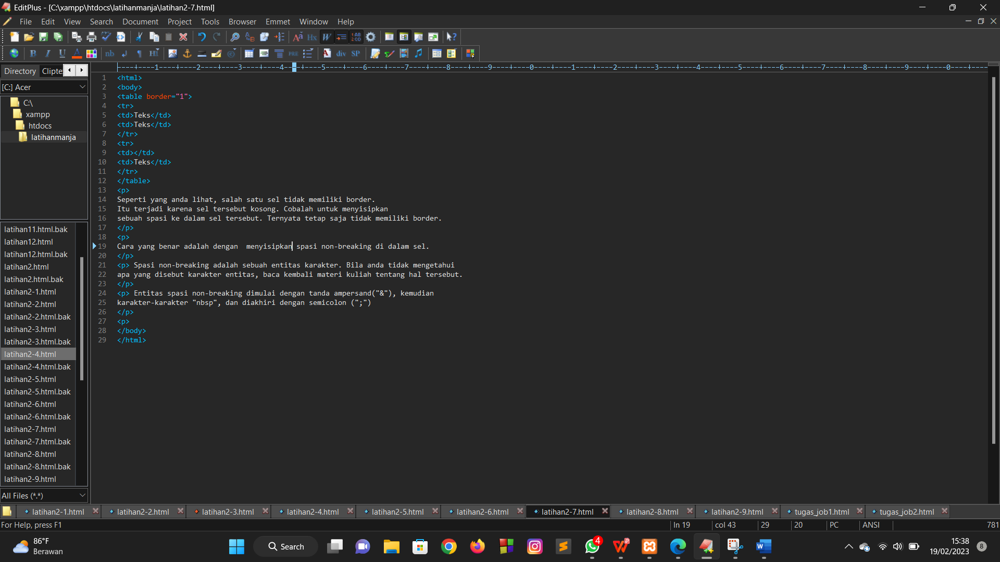 EditPlus - [C:\xampp\htdocs\latihanmanja\latihan2-7.html]
File Edit View Search Document Project Tools Browser Emmet Window Help
Directory Clipte
[C:] Acer
C:\
xampp
htdocs
latihanmanja
latihan11.html.bak
latihan12.html
latihan12.html.bak
latihan2.html
latihan2.html.bak
latihan2-1.html
latihan2-2.html
latihan2-2.html.bak
latihan2-3.html
latihan2-3.html.bak
latihan2-4.html
latihan2-4.html.bak
latihan2-5.html
latihan2-5.html.bak
latihan2-6.html
latihan2-6.html.bak
latihan2-7.html
latihan2-7.html.bak
latihan2-8.html
latihan2-8.html.bak
latihan2-9.html
All Files (*.*)
----+----1----+----2----+----3----+----4----+----5----+----6----+----7----+----8----+----9----+----0----+----1----+----2----+----3----+----4----+----5----+----6----+----7----+----8----+----9----+----0----+----
1 <html>
2 <body>
3 <table border="1">
4 <tr>
5 <td>Teks</td>
6 <td>Teks</td>
7 </tr>
8 <tr>
9 <td></td>
10 <td>Teks</td>
11 </tr>
12 </table>
13 <p>
14 Seperti yang anda lihat, salah satu sel tidak memiliki border.
15 Itu terjadi karena sel tersebut kosong. Cobalah untuk menyisipkan
16 sebuah spasi ke dalam sel tersebut. Ternyata tetap saja tidak memiliki border.
17 </p>
18 <p>
19 Cara yang benar adalah dengan  menyisipkan spasi non-breaking di dalam sel.
20 </p>
21 <p> Spasi non-breaking adalah sebuah entitas karakter. Bila anda tidak mengetahui
22 apa yang disebut karakter entitas, baca kembali materi kuliah tentang hal tersebut.
23 </p>
24 <p> Entitas spasi non-breaking dimulai dengan tanda ampersand("&"), kemudian
25 karakter-karakter "nbsp", dan diakhiri dengan semicolon (";")
26 </p>
27 <p>
28 </body>
29 </html>
latihan2-1.html latihan2-2.html latihan2-3.html latihan2-4.html latihan2-5.html latihan2-6.html latihan2-7.html latihan2-8.html latihan2-9.html tugas_job1.html tugas_job2.html
For Help, press F1 ln 19 col 43 29 20 PC ANSI 781
86°F
Berawan
Search
4
15:38
19/02/2023
8